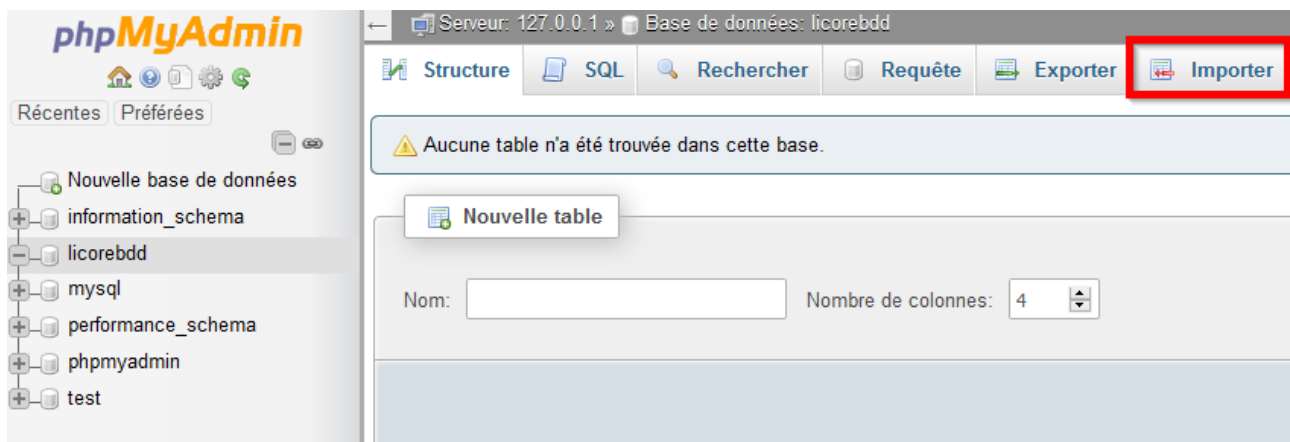 phpMyAdmin
Récentes Préférées
Nouvelle base de données
information_schema
licorebdd
mysql
performance_schema
phpmyadmin
test
Serveur: 127.0.0.1 » Base de données: licorebdd
Structure SQL Rechercher Requête Exporter Importer
Aucune table n'a été trouvée dans cette base.
Nouvelle table
Nom: Nombre de colonnes: 4